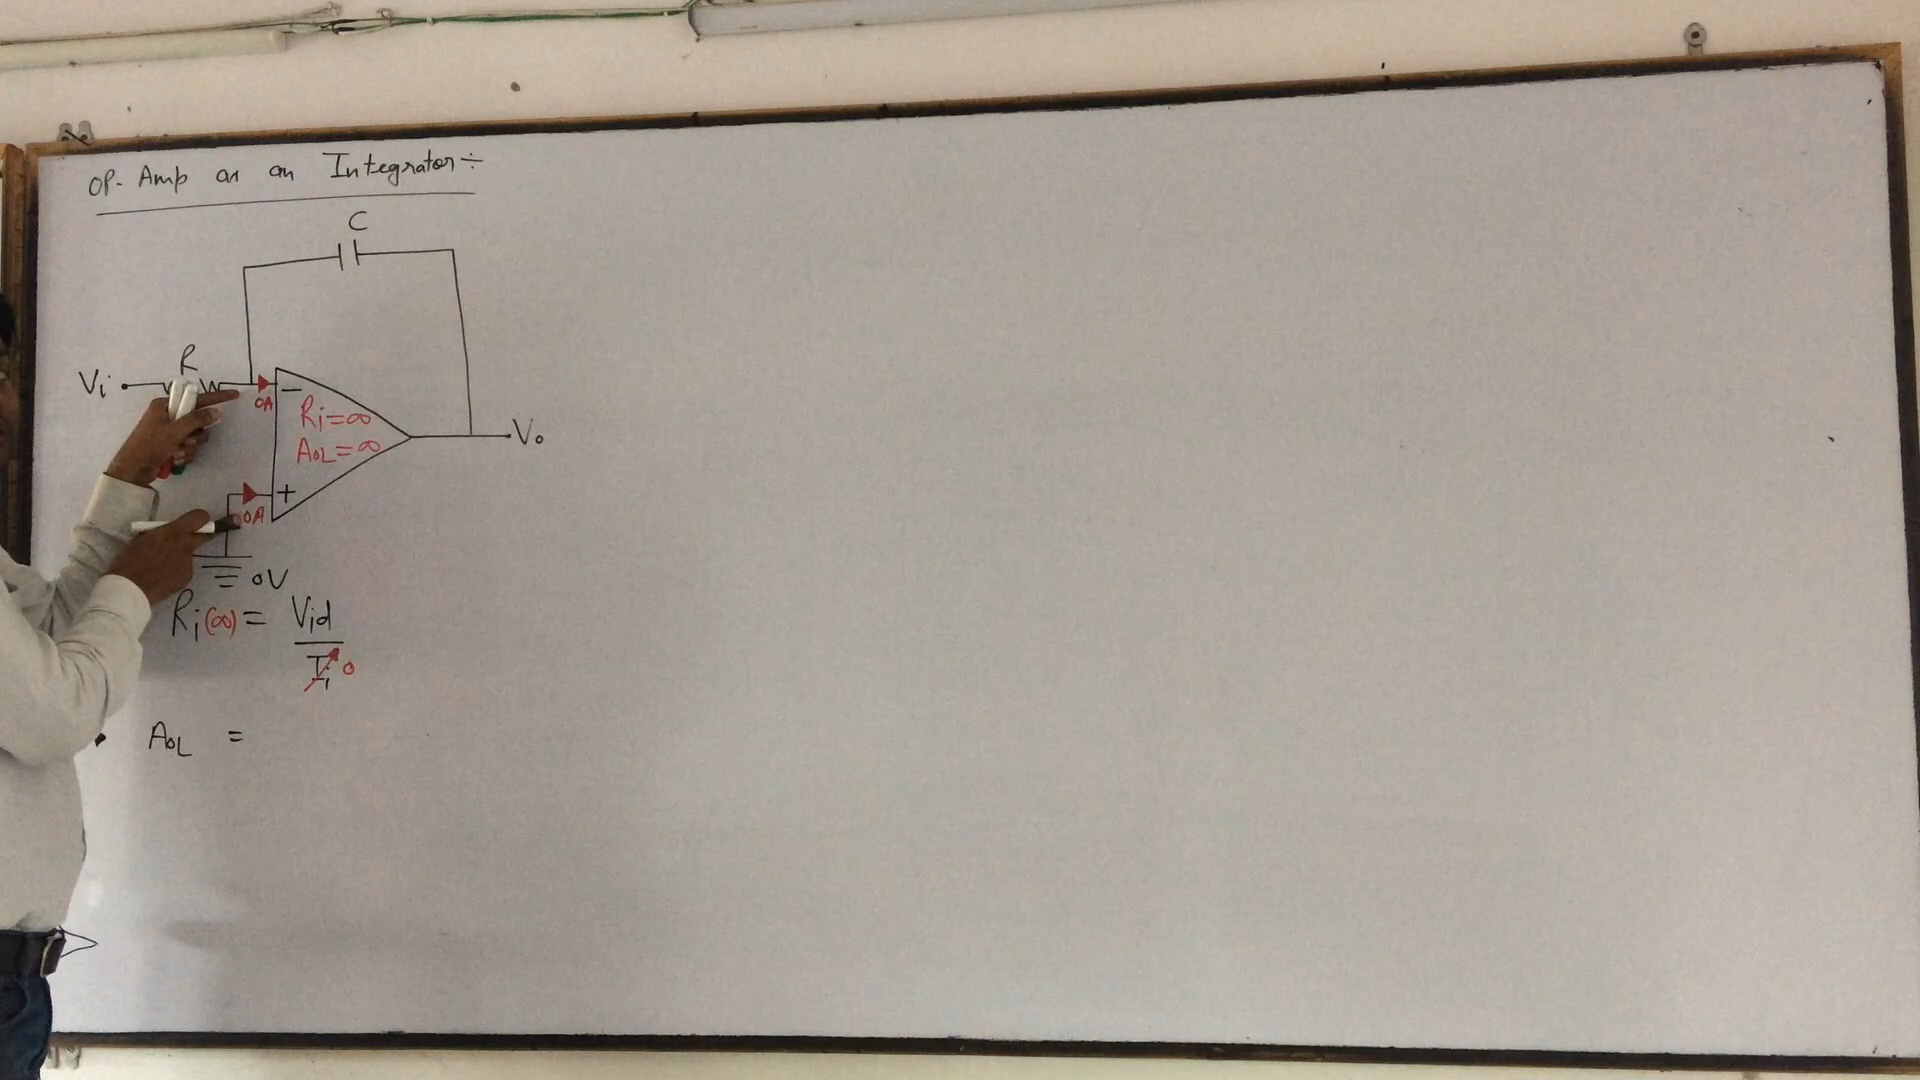 OP-Amp as an Integrator÷
C
R
Vi
−
0A
Ri=∞
AOL=∞
Vo
+
0A
0V
Ri(∞) = Vid
Ii 0
AOL =